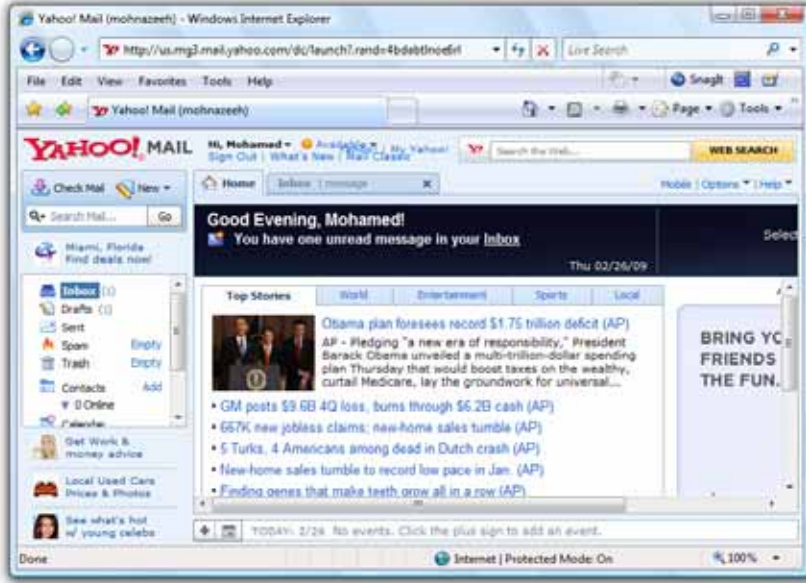 Yahoo! Mail (mohnazeeh) - Windows Internet Explorer
Live Search
File Edit View Favorites Tools Help
SnagIt
Yahoo! Mail (mohnazeeh)
Page Tools
YAHOO! MAIL
Hi, Mohamed
Sign Out | What's New | Mail Classic
My Yahoo!
Search the Web...
WEB SEARCH
Check Mail New
Home
Inbox 1 message
Mobile | Options | Help
Search Mail... Go
Good Evening, Mohamed!
You have one unread message in your Inbox
Select
Thu 02/26/09
Miami, Florida
Find deals now!
Inbox (1)
Drafts (1)
Sent
Spam Empty
Trash Empty
Contacts Add
0 Online
Calendar
Top Stories World Entertainment Sports Local
Obama plan foresees record $1.75 trillion deficit (AP)
AP - Pledging "a new era of responsibility," President
Barack Obama unveiled a multi-trillion-dollar spending
plan Thursday that would boost taxes on the wealthy,
curtail Medicare, lay the groundwork for universal...
• GM posts $9.6B 4Q loss, burns through $6.2B cash (AP)
• 667K new jobless claims; new-home sales tumble (AP)
• 5 Turks, 4 Americans among dead in Dutch crash (AP)
• New-home sales tumble to record low pace in Jan. (AP)
• Finding genes that make teeth grow all in a row (AP)
BRING YO
FRIENDS
THE FUN.
Get Work &
money advice
Local Used Cars
Prices & Photos
See what's hot
w/ young celebs
TODAY: 2/26 No events. Click the plus sign to add an event.
Done
Internet | Protected Mode: On
100%